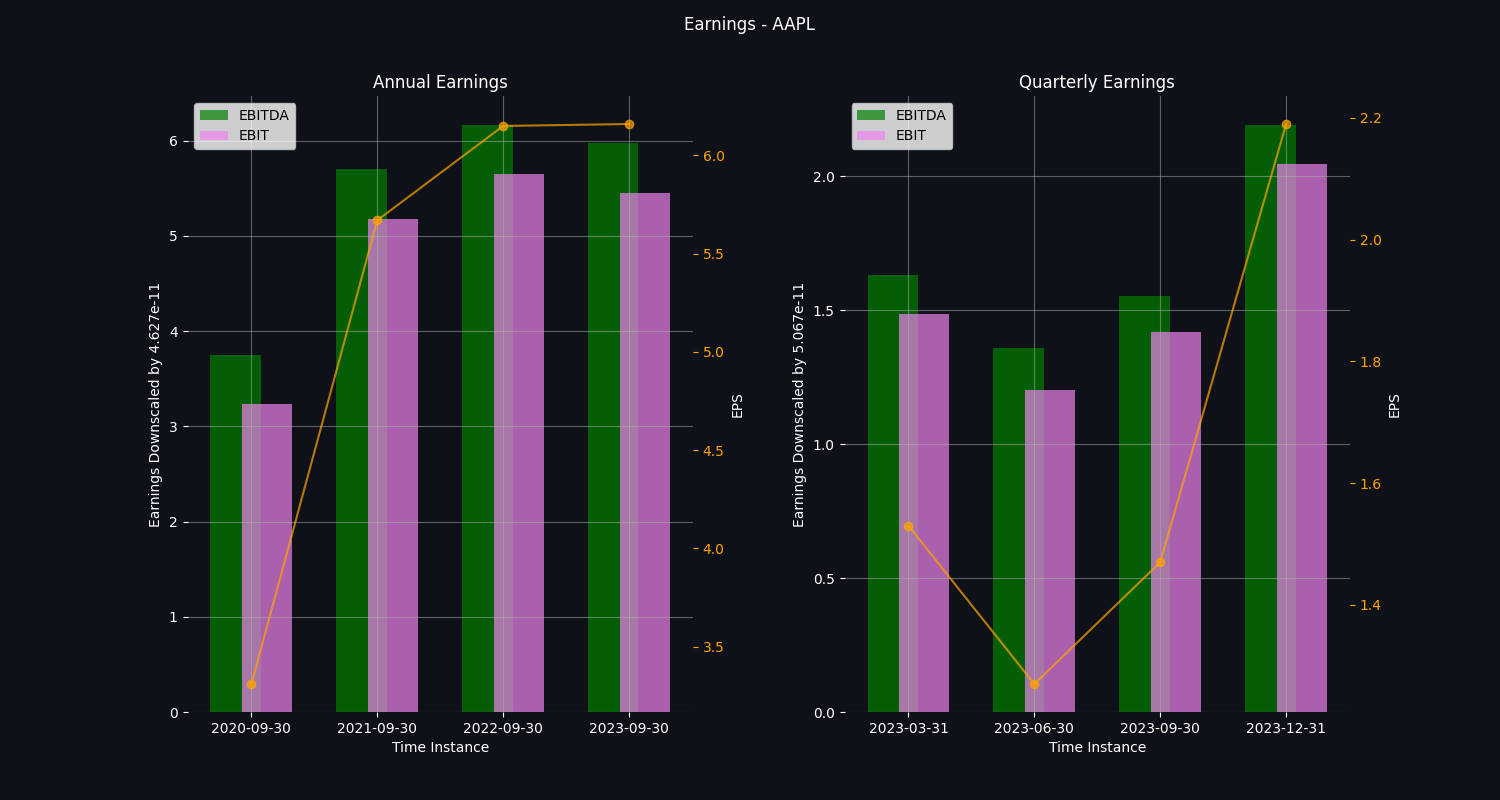 Earnings - AAPL
Annual Earnings
EBITDA
EBIT
6
5
4
3
2
1
0
Earnings Downscaled by 4.627e-11
6.0
5.5
5.0
4.5
4.0
3.5
EPS
2020-09-30 2021-09-30 2022-09-30 2023-09-30
Time Instance
Quarterly Earnings
EBITDA
EBIT
2.0
1.5
1.0
0.5
0.0
Earnings Downscaled by 5.067e-11
2.2
2.0
1.8
1.6
1.4
EPS
2023-03-31 2023-06-30 2023-09-30 2023-12-31
Time Instance